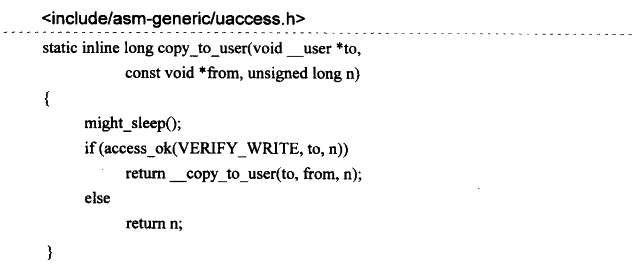 <include/asm-generic/uaccess.h>
static inline long copy_to_user(void __user *to,
const void *from, unsigned long n)
{
might_sleep();
if (access_ok(VERIFY_WRITE, to, n))
return __copy_to_user(to, from, n);
else
return n;
}